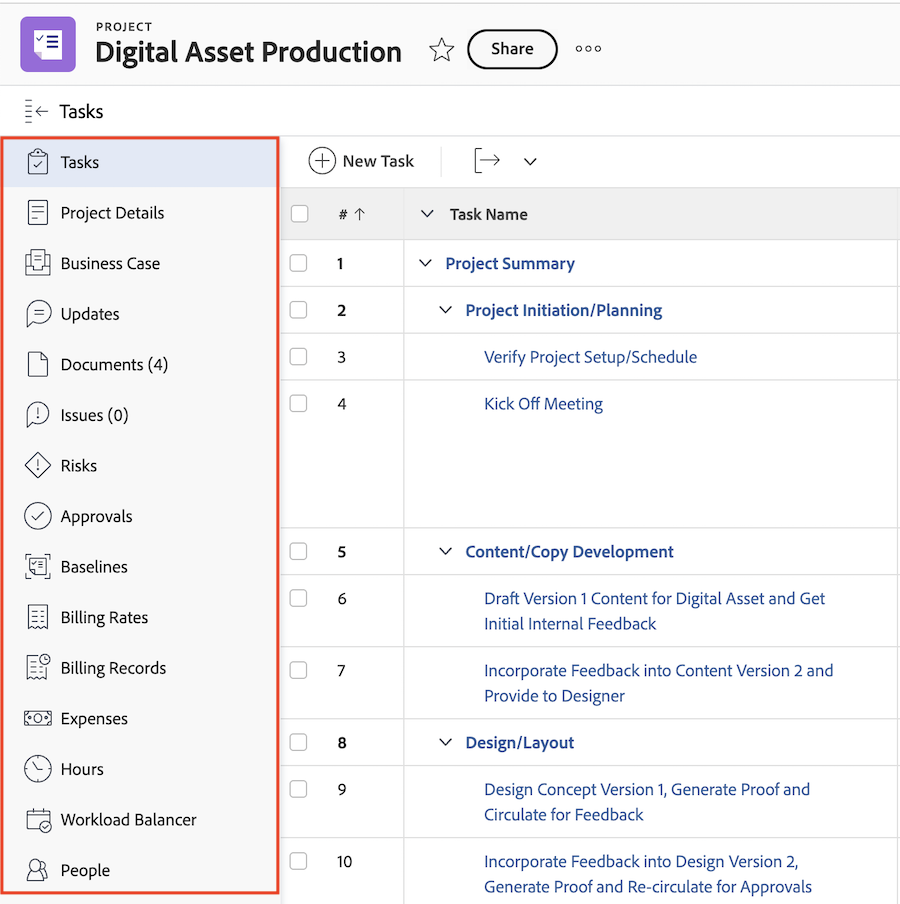 PROJECT
Digital Asset Production
Share
Tasks
Tasks
Project Details
Business Case
Updates
Documents (4)
Issues (0)
Risks
Approvals
Baselines
Billing Rates
Billing Records
Expenses
Hours
Workload Balancer
People
New Task
# Task Name
1 Project Summary
2 Project Initiation/Planning
3 Verify Project Setup/Schedule
4 Kick Off Meeting
5 Content/Copy Development
6 Draft Version 1 Content for Digital Asset and Get
Initial Internal Feedback
7 Incorporate Feedback into Content Version 2 and
Provide to Designer
8 Design/Layout
9 Design Concept Version 1, Generate Proof and
Circulate for Feedback
10 Incorporate Feedback into Design Version 2,
Generate Proof and Re-circulate for Approvals